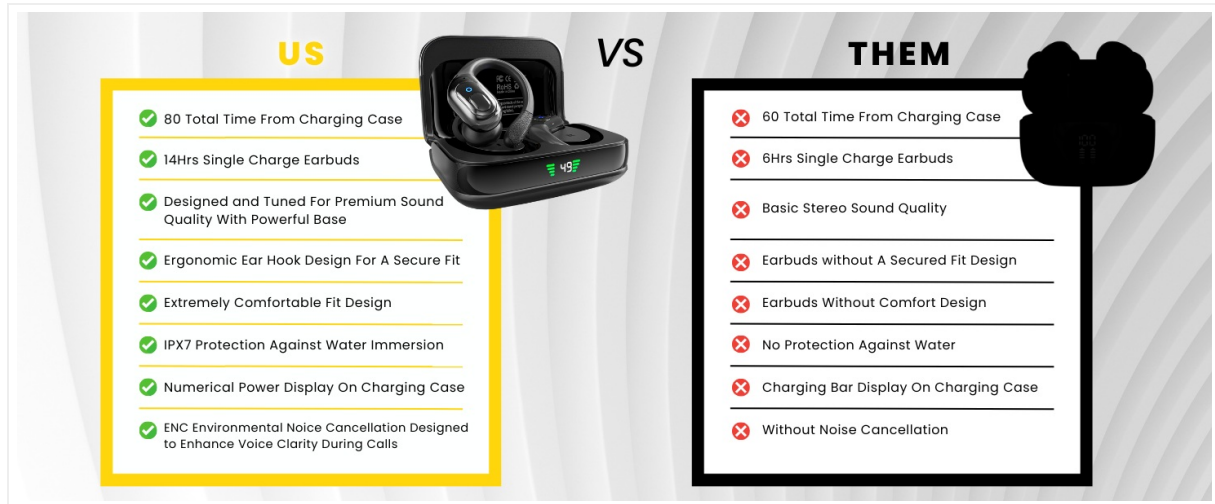 US
VS
THEM
80 Total Time From Charging Case
14Hrs Single Charge Earbuds
Designed and Tuned For Premium Sound
Quality With Powerful Base
Ergonomic Ear Hook Design For A Secure Fit
Extremely Comfortable Fit Design
IPX7 Protection Against Water Immersion
Numerical Power Display On Charging Case
ENC Environmental Noice Cancellation Designed
to Enhance Voice Clarity During Calls
RoHS
49
60 Total Time From Charging Case
6Hrs Single Charge Earbuds
Basic Stereo Sound Quality
Earbuds without A Secured Fit Design
Earbuds Without Comfort Design
No Protection Against Water
Charging Bar Display On Charging Case
Without Noise Cancellation